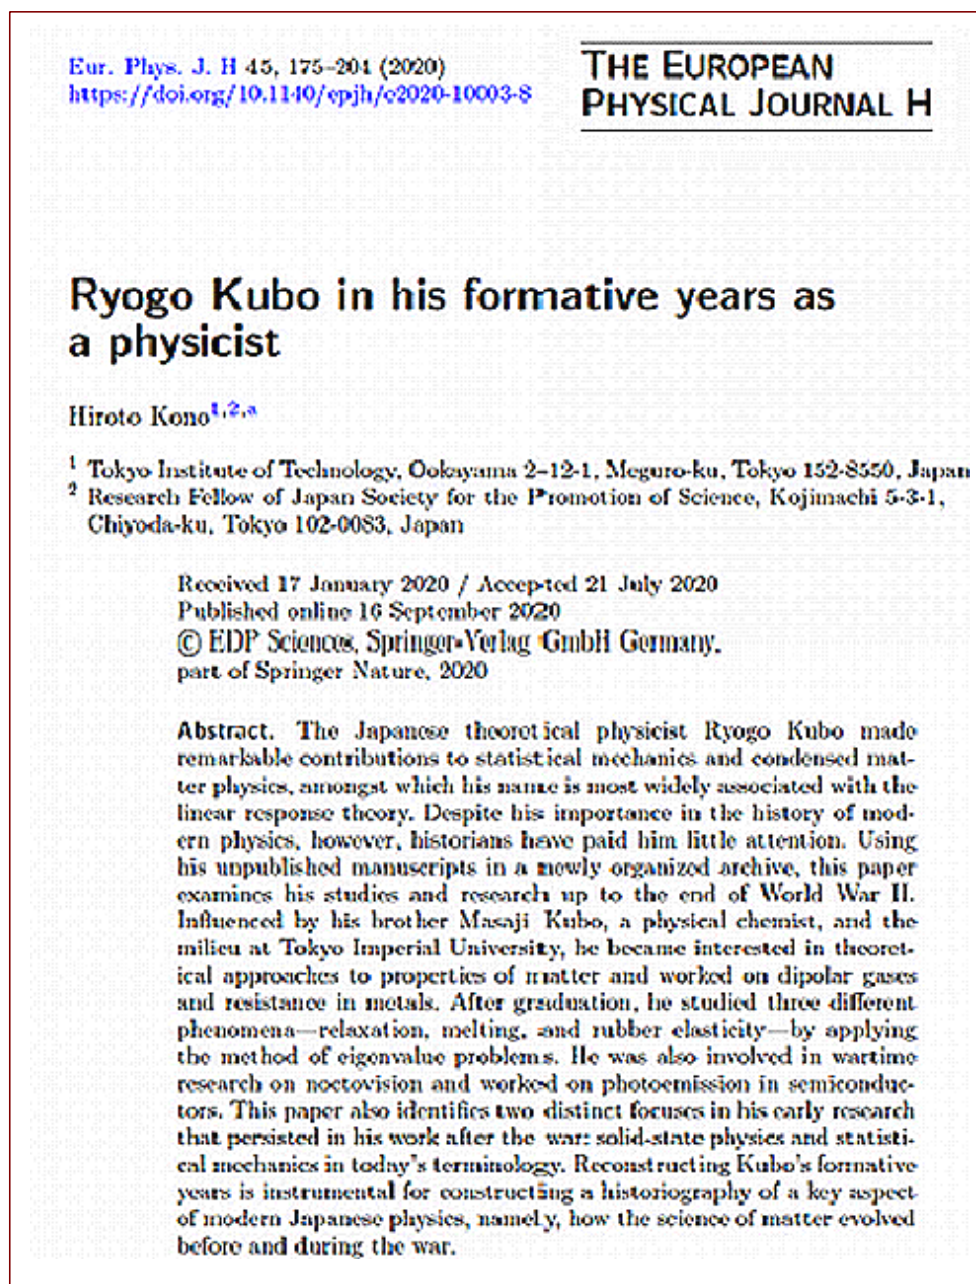 Eur. Phys. J. H 45, 175–204 (2020)
https://doi.org/10.1140/epjh/e2020-10003-8
THE EUROPEAN
PHYSICAL JOURNAL H
Ryogo Kubo in his formative years as
a physicist
Hiroto Kono1,2,a
1 Tokyo Institute of Technology, Ookayama 2–12-1, Meguro-ku, Tokyo 152-8550, Japan
2 Research Fellow of Japan Society for the Promotion of Science, Kojimachi 5-3-1,
Chiyoda-ku, Tokyo 102-0083, Japan
Received 17 January 2020 / Accepted 21 July 2020
Published online 16 September 2020
© EDP Sciences, Springer-Verlag GmbH Germany,
part of Springer Nature, 2020
Abstract. The Japanese theoretical physicist Ryogo Kubo made
remarkable contributions to statistical mechanics and condensed mat-
ter physics, amongst which his name is most widely associated with the
linear response theory. Despite his importance in the history of mod-
ern physics, however, historians have paid him little attention. Using
his unpublished manuscripts in a newly organized archive, this paper
examines his studies and research up to the end of World War II.
Influenced by his brother Masaji Kubo, a physical chemist, and the
milieu at Tokyo Imperial University, he became interested in theoret-
ical approaches to properties of matter and worked on dipolar gases
and resistance in metals. After graduation, he studied three different
phenomena—relaxation, melting, and rubber elasticity—by applying
the method of eigenvalue problems. He was also involved in wartime
research on noctovision and worked on photoemission in semiconduc-
tors. This paper also identifies two distinct focuses in his early research
that persisted in his work after the war: solid-state physics and statisti-
cal mechanics in today's terminology. Reconstructing Kubo's formative
years is instrumental for constructing a historiography of a key aspect
of modern Japanese physics, namely, how the science of matter evolved
before and during the war.